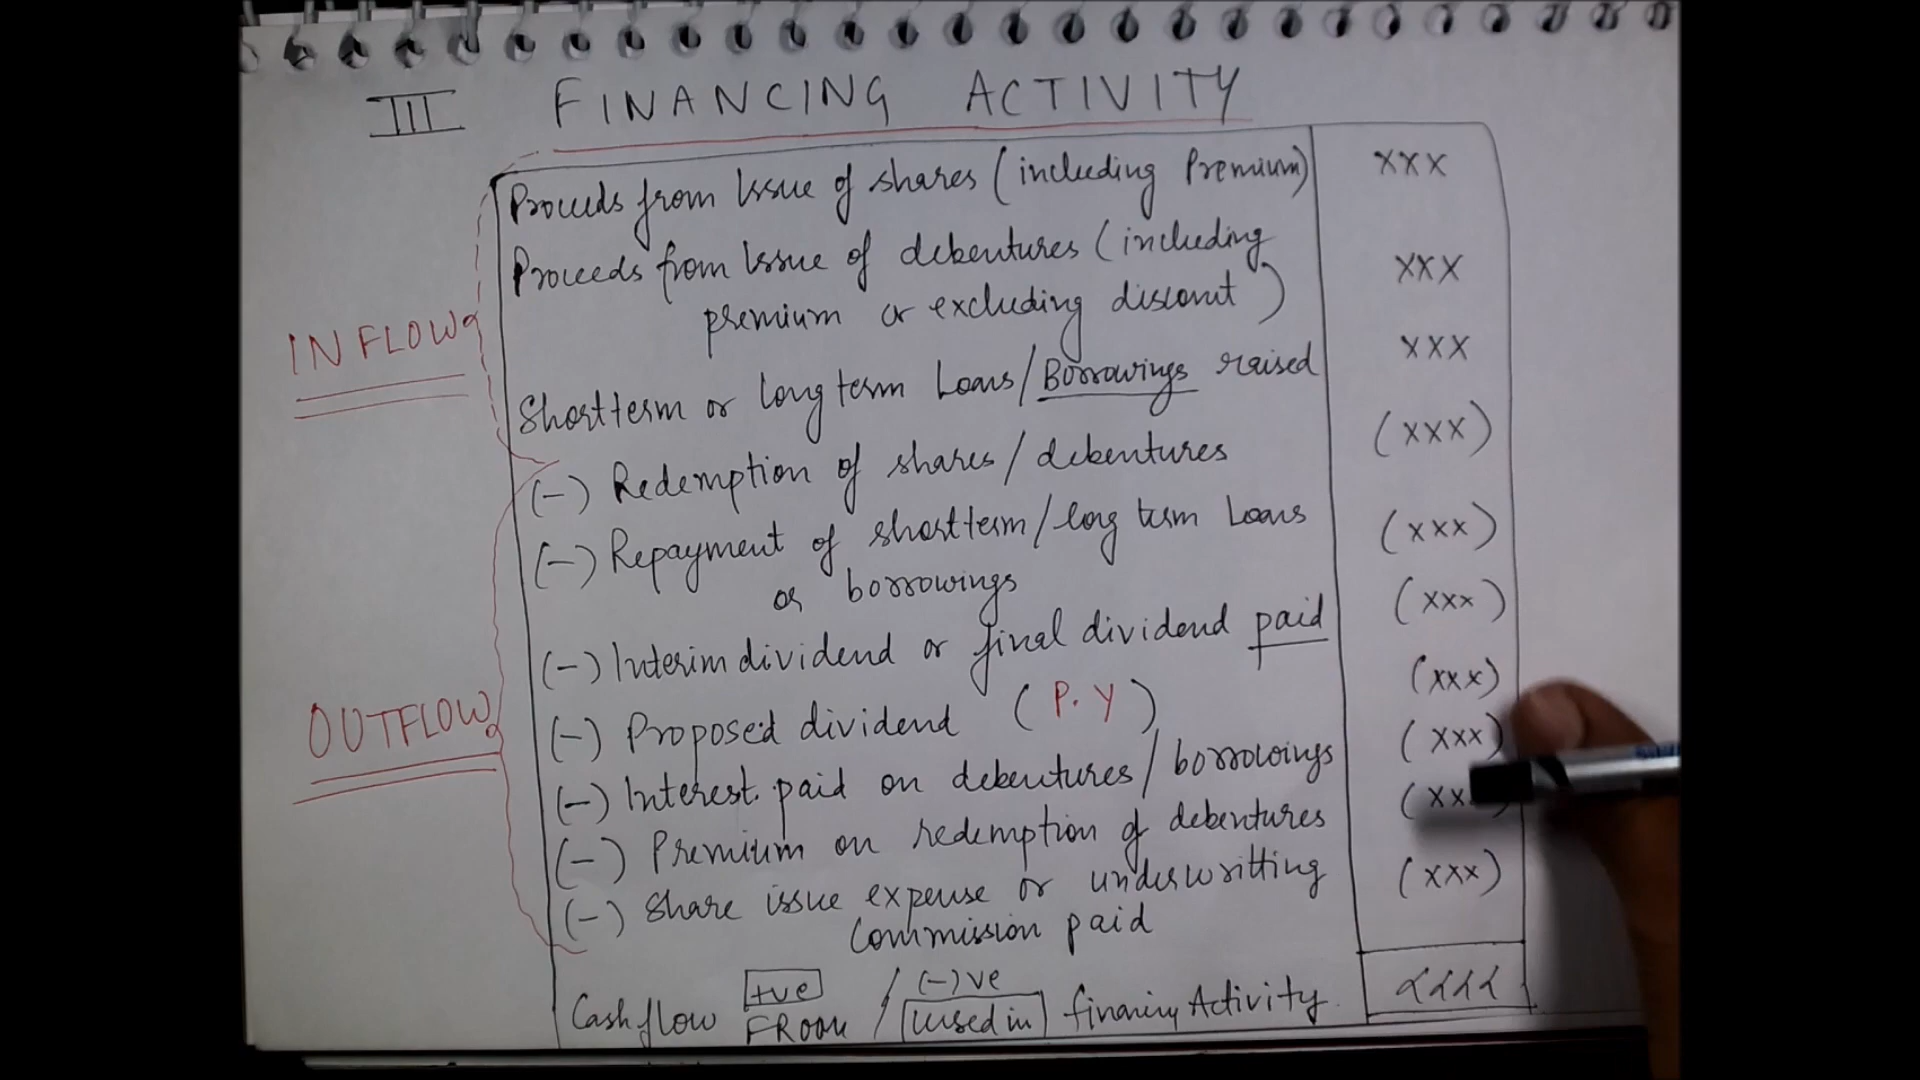 III FINANCING ACTIVITY
Proceeds from Issue of shares (including Premium) XXX
Proceeds from Issue of debentures (including
premium or excluding discount) XXX
Short term or long term Loans/Borrowings raised XXX
INFLOW
(-) Redemption of shares/debentures (XXX)
(-) Repayment of short term/long term Loans
or borrowings (XXX)
(-) Interim dividend or final dividend paid (XXX)
(-) Proposed dividend (P.Y) (XXX)
OUTFLOW
(-) Interest paid on debentures/borrowings (XXX)
(-) Premium on redemption of debentures (XX
(-) Share issue expense or underwritting
Commission paid (XXX)
+ve (-)ve
Cash flow FROM / used in financing Activity